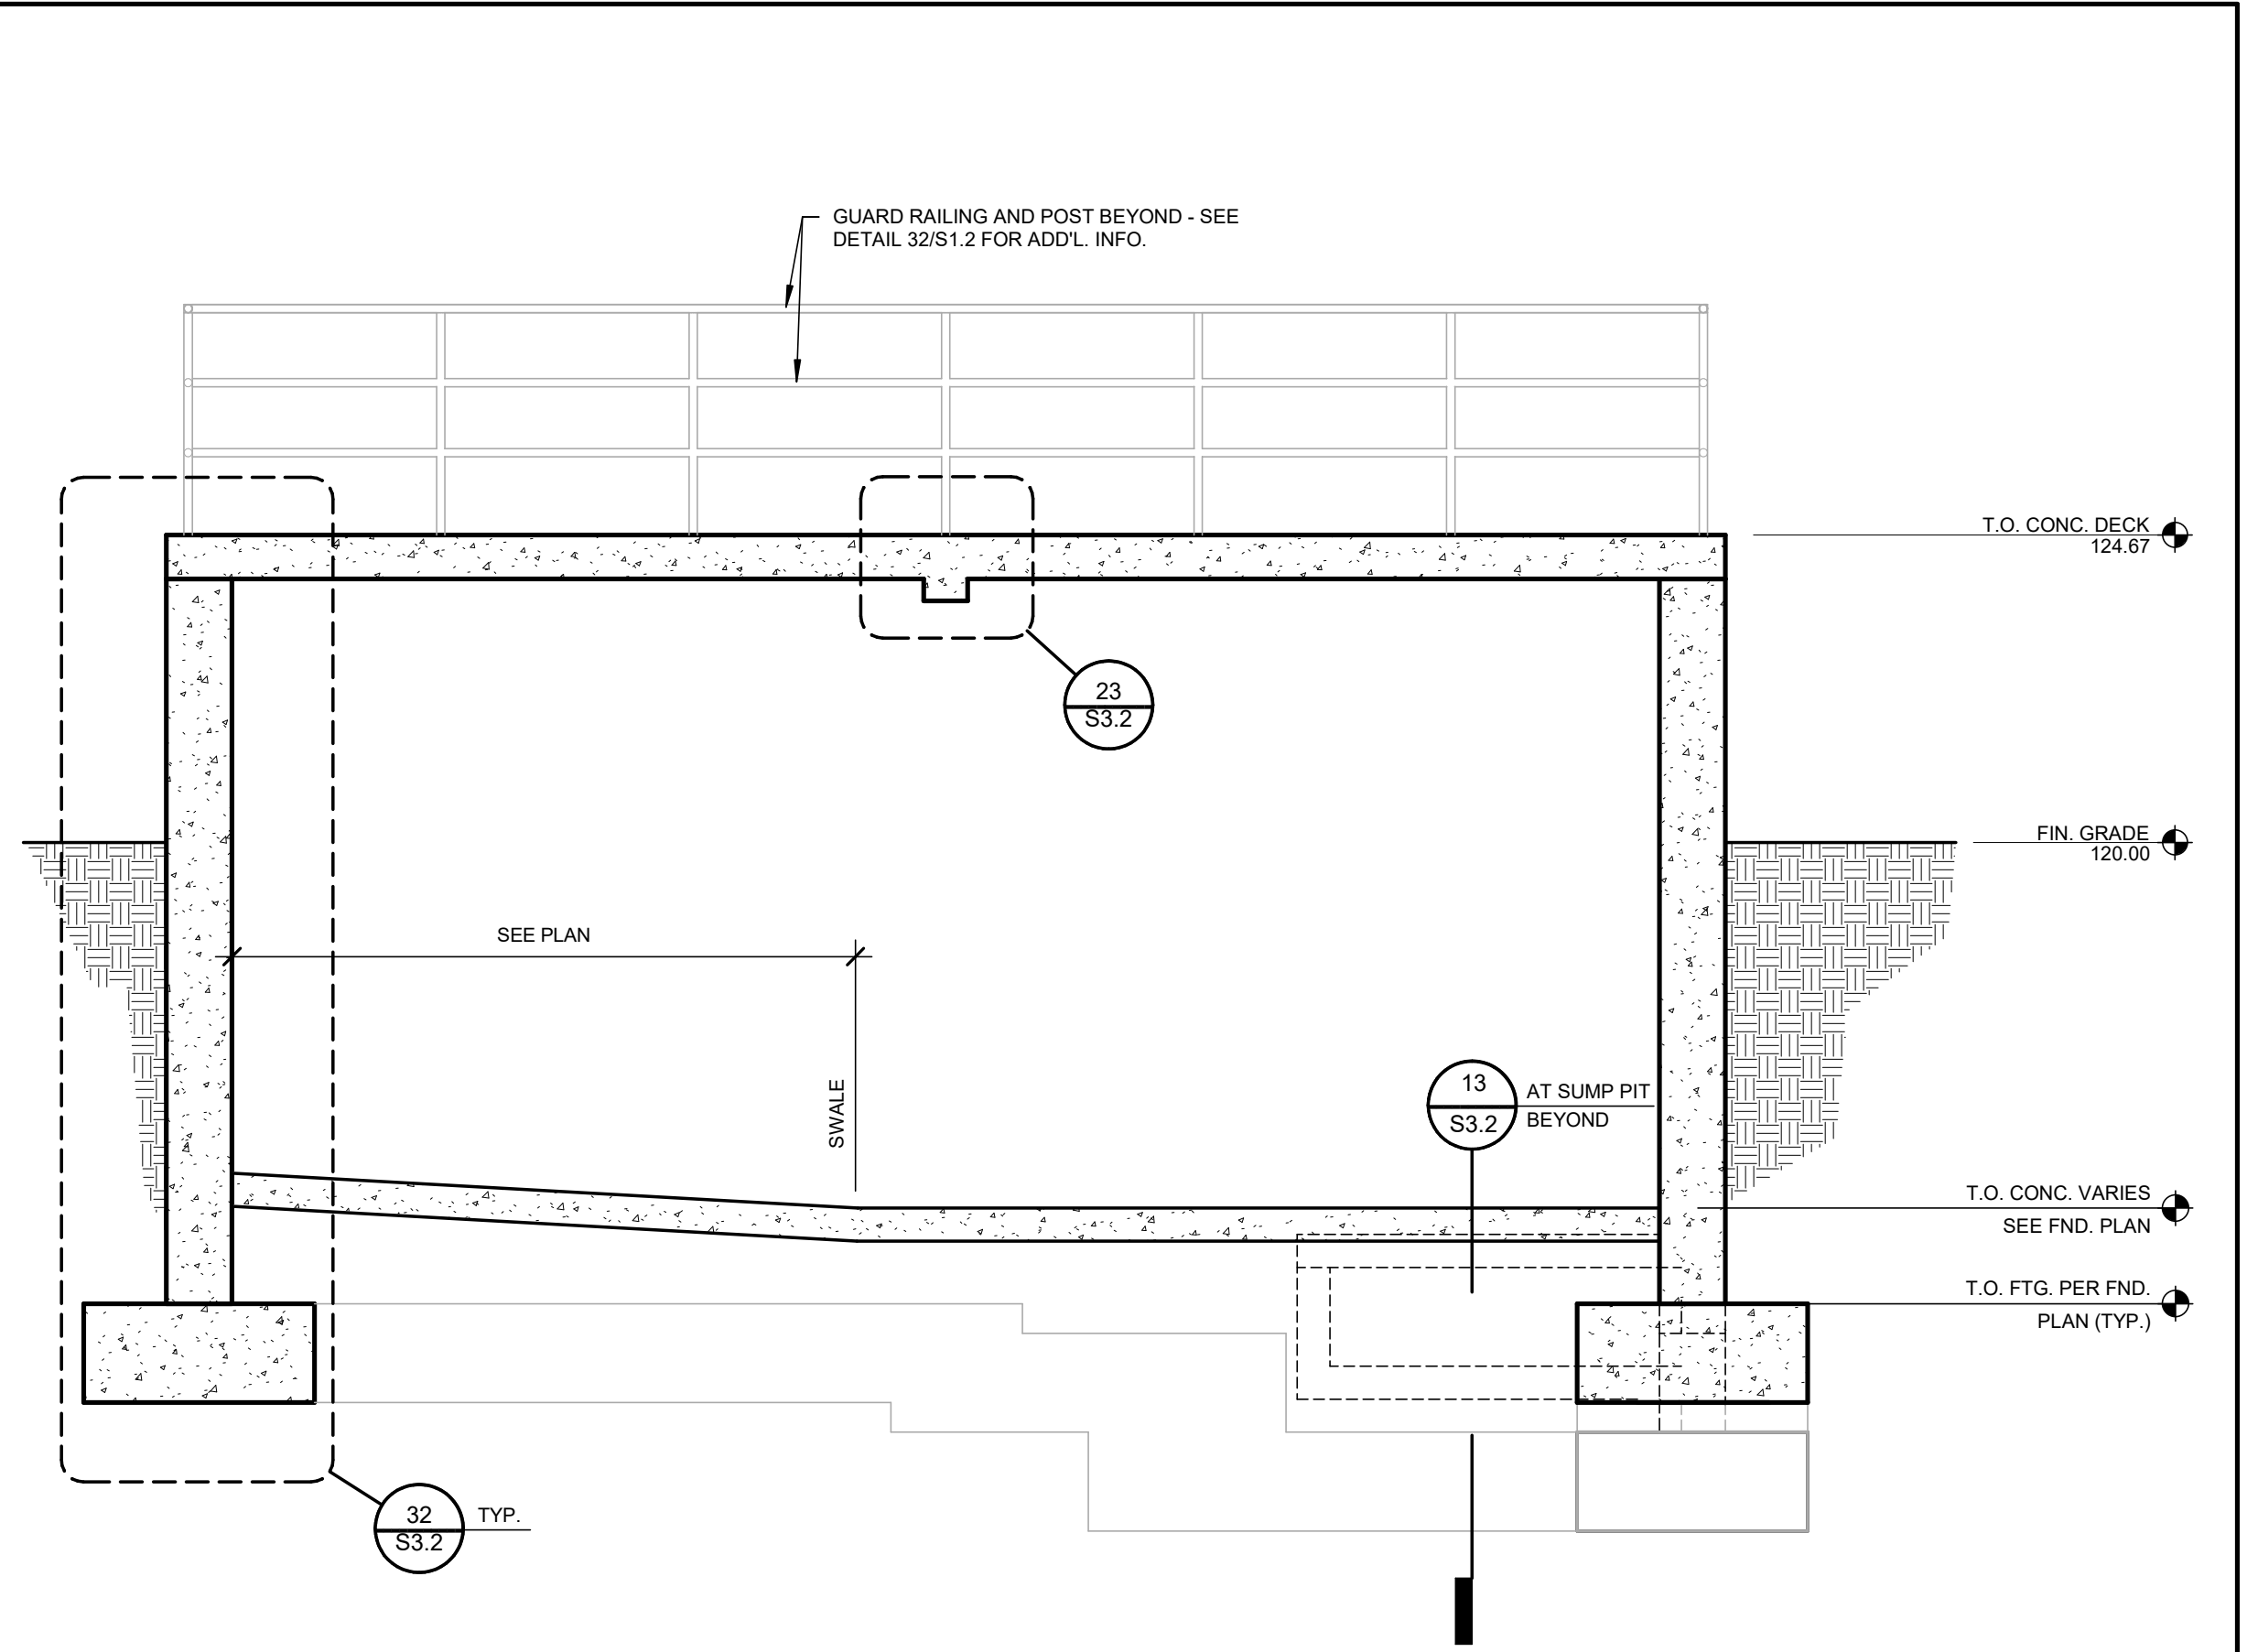 GUARD RAILING AND POST BEYOND - SEE
DETAIL 32/S1.2 FOR ADD'L. INFO.
T.O. CONC. DECK
124.67
23
S3.2
FIN. GRADE
120.00
SEE PLAN
SWALE
13
S3.2
AT SUMP PIT
BEYOND
T.O. CONC. VARIES
SEE FND. PLAN
T.O. FTG. PER FND.
PLAN (TYP.)
32
S3.2
TYP.